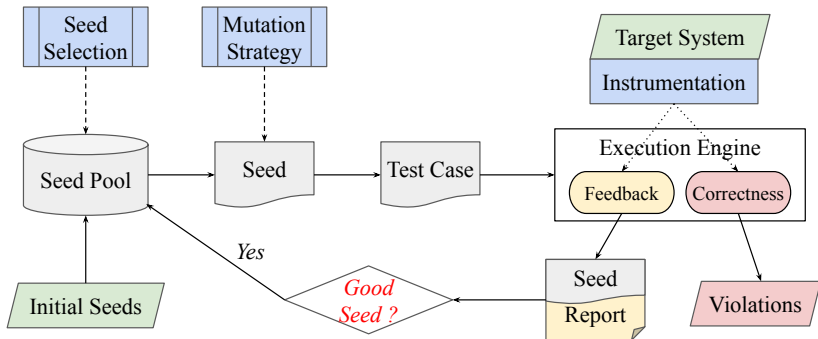 Seed
Selection
Mutation
Strategy
Target System
Instrumentation
Seed Pool
Seed
Test Case
Execution Engine
Feedback
Correctness
Yes
Initial Seeds
Good
Seed ?
Seed
Report
Violations